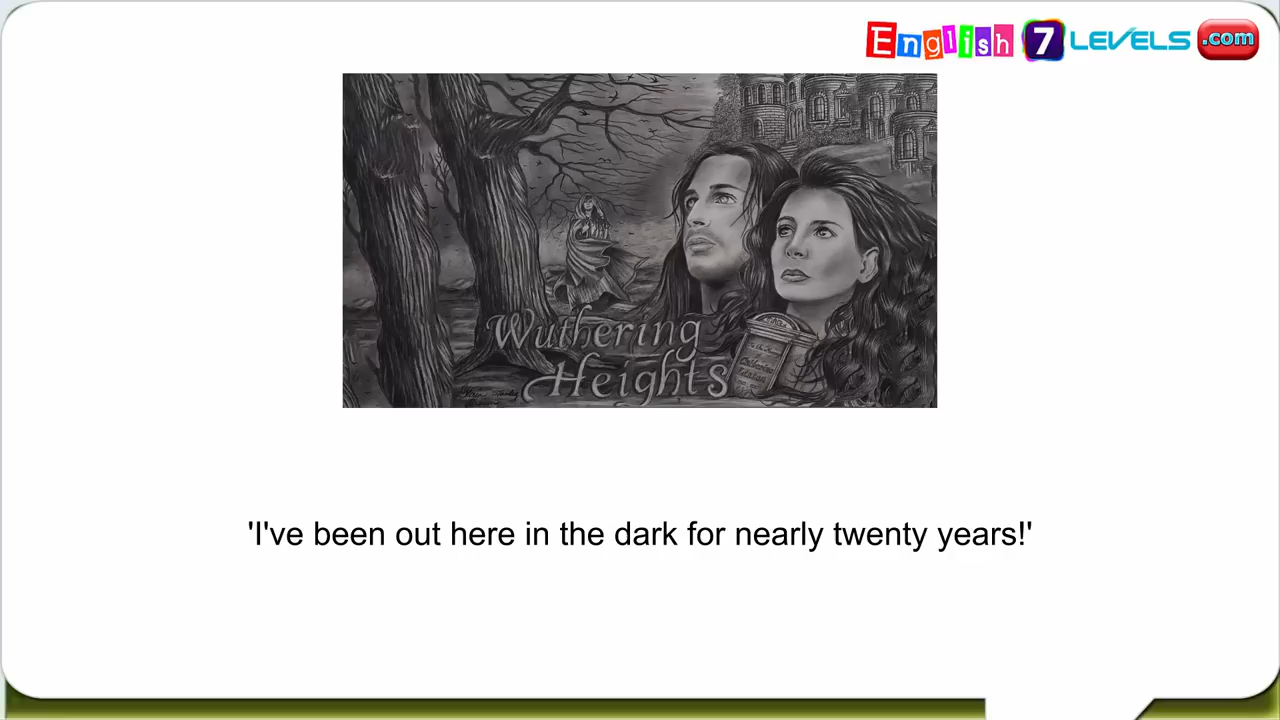 English 7 LEVELS .com
Wuthering
Heights
'I've been out here in the dark for nearly twenty years!'